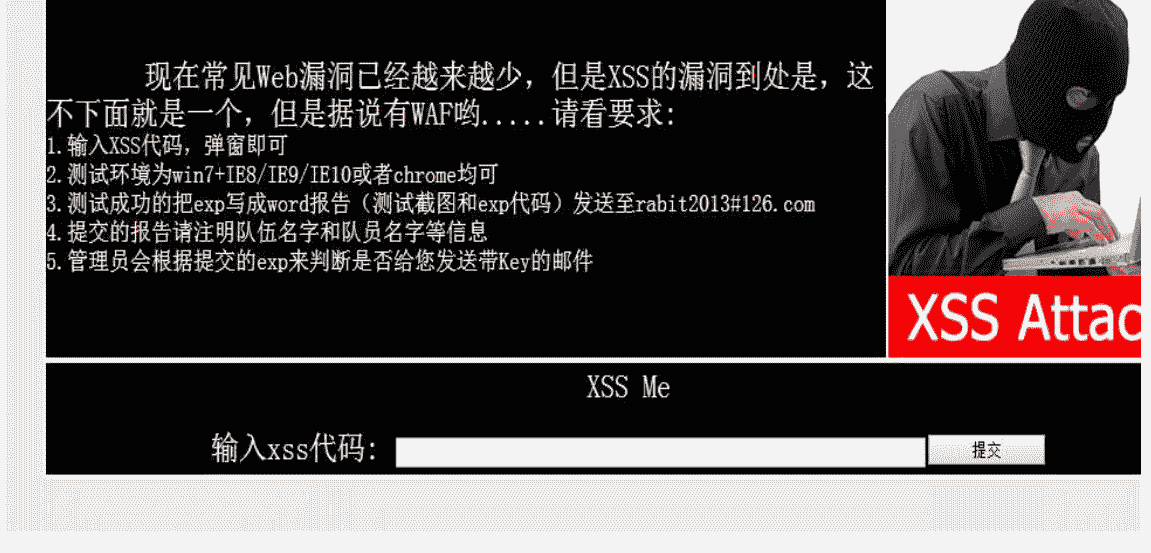 现在常见Web漏洞已经越来越少，但是XSS的漏洞到处是，这
不下面就是一个，但是据说有WAF哟.....请看要求:
1.输入XSS代码，弹窗即可
2.测试环境为win7+IE8/IE9/IE10或者chrome均可
3.测试成功的把exp写成word报告（测试截图和exp代码）发送至rabit2013#126.com
4.提交的报告请注明队伍名字和队员名字等信息
5.管理员会根据提交的exp来判断是否给您发送带Key的邮件
XSS Attac
XSS Me
输入xss代码: 提交